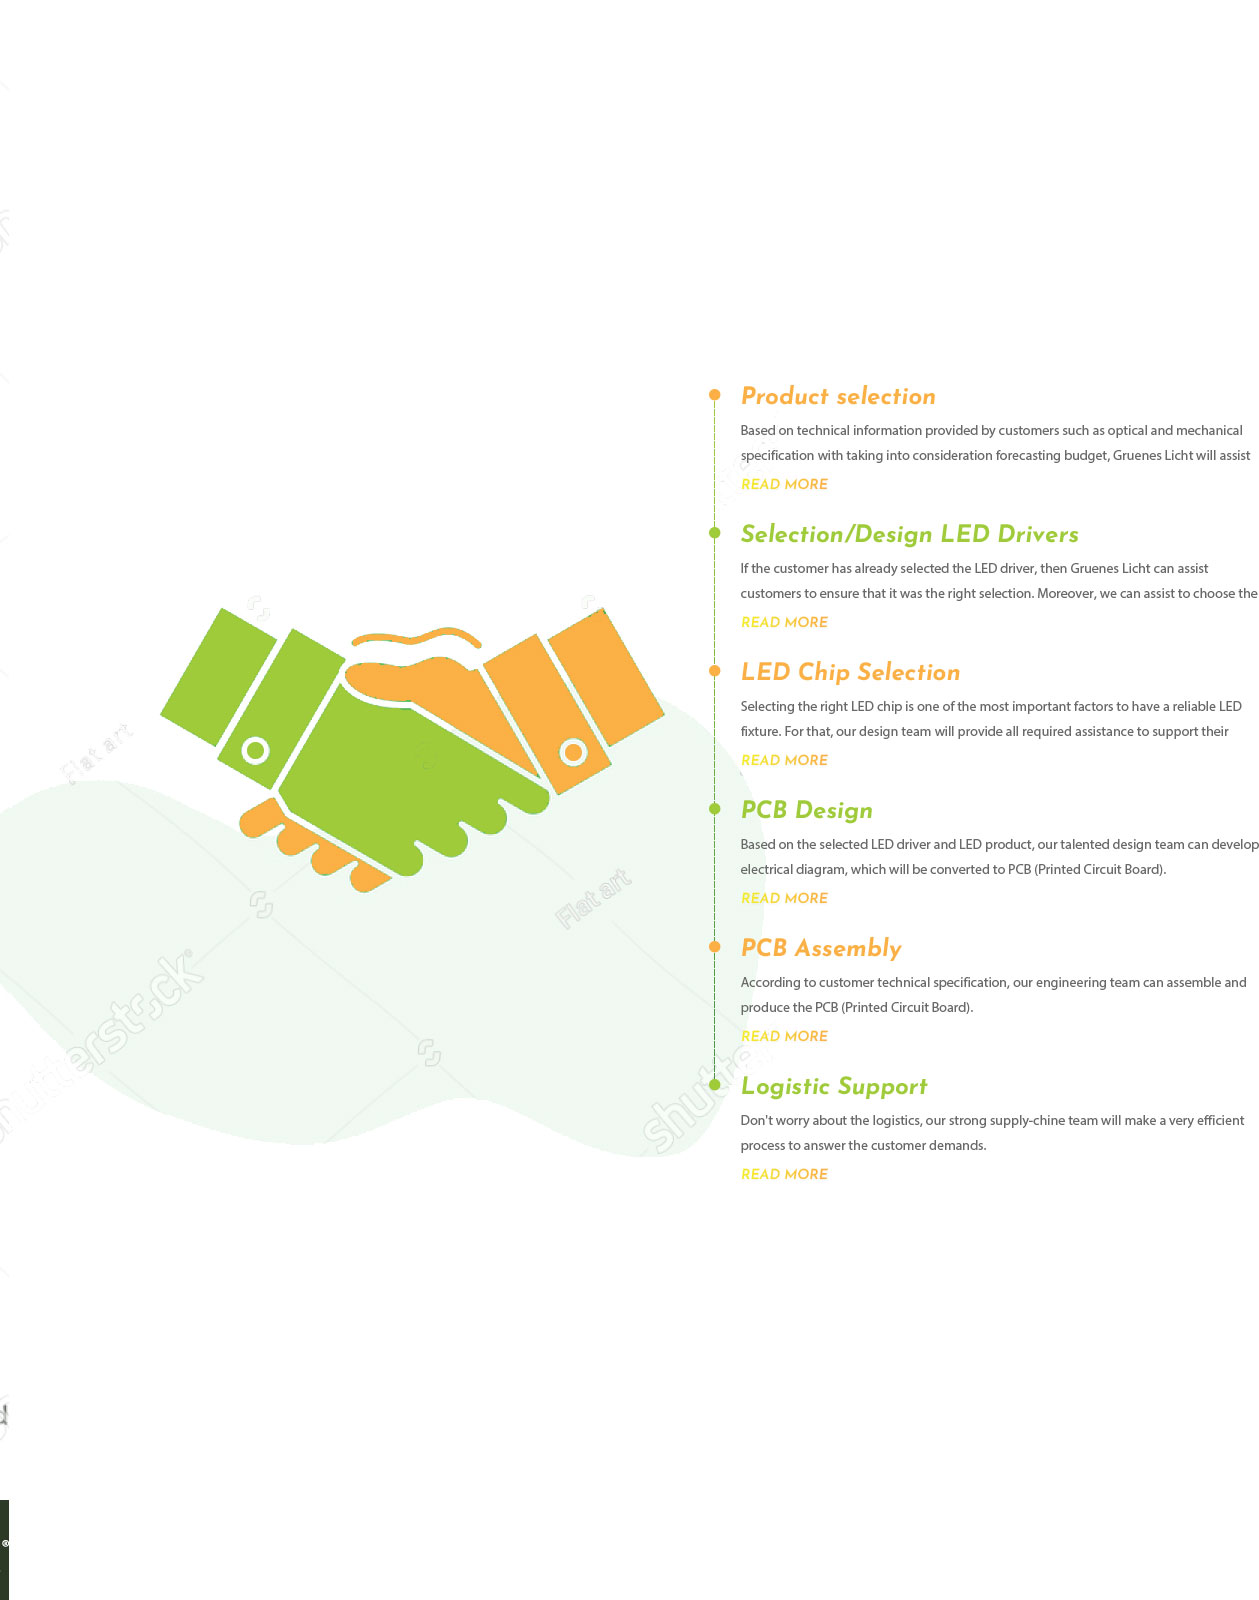 Product selection
Based on technical information provided by customers such as optical and mechanical
specification with taking into consideration forecasting budget, Gruenes Licht will assist
READ MORE
Selection/Design LED Drivers
If the customer has already selected the LED driver, then Gruenes Licht can assist
customers to ensure that it was the right selection. Moreover, we can assist to choose the
READ MORE
LED Chip Selection
Selecting the right LED chip is one of the most important factors to have a reliable LED
fixture. For that, our design team will provide all required assistance to support their
READ MORE
Flat art
PCB Design
Based on the selected LED driver and LED product, our talented design team can develop
electrical diagram, which will be converted to PCB (Printed Circuit Board).
READ MORE
Flat art
PCB Assembly
According to customer technical specification, our engineering team can assemble and
produce the PCB (Printed Circuit Board).
READ MORE
shutterstock
Logistic Support
Don't worry about the logistics, our strong supply-chine team will make a very efficient
process to answer the customer demands.
READ MORE